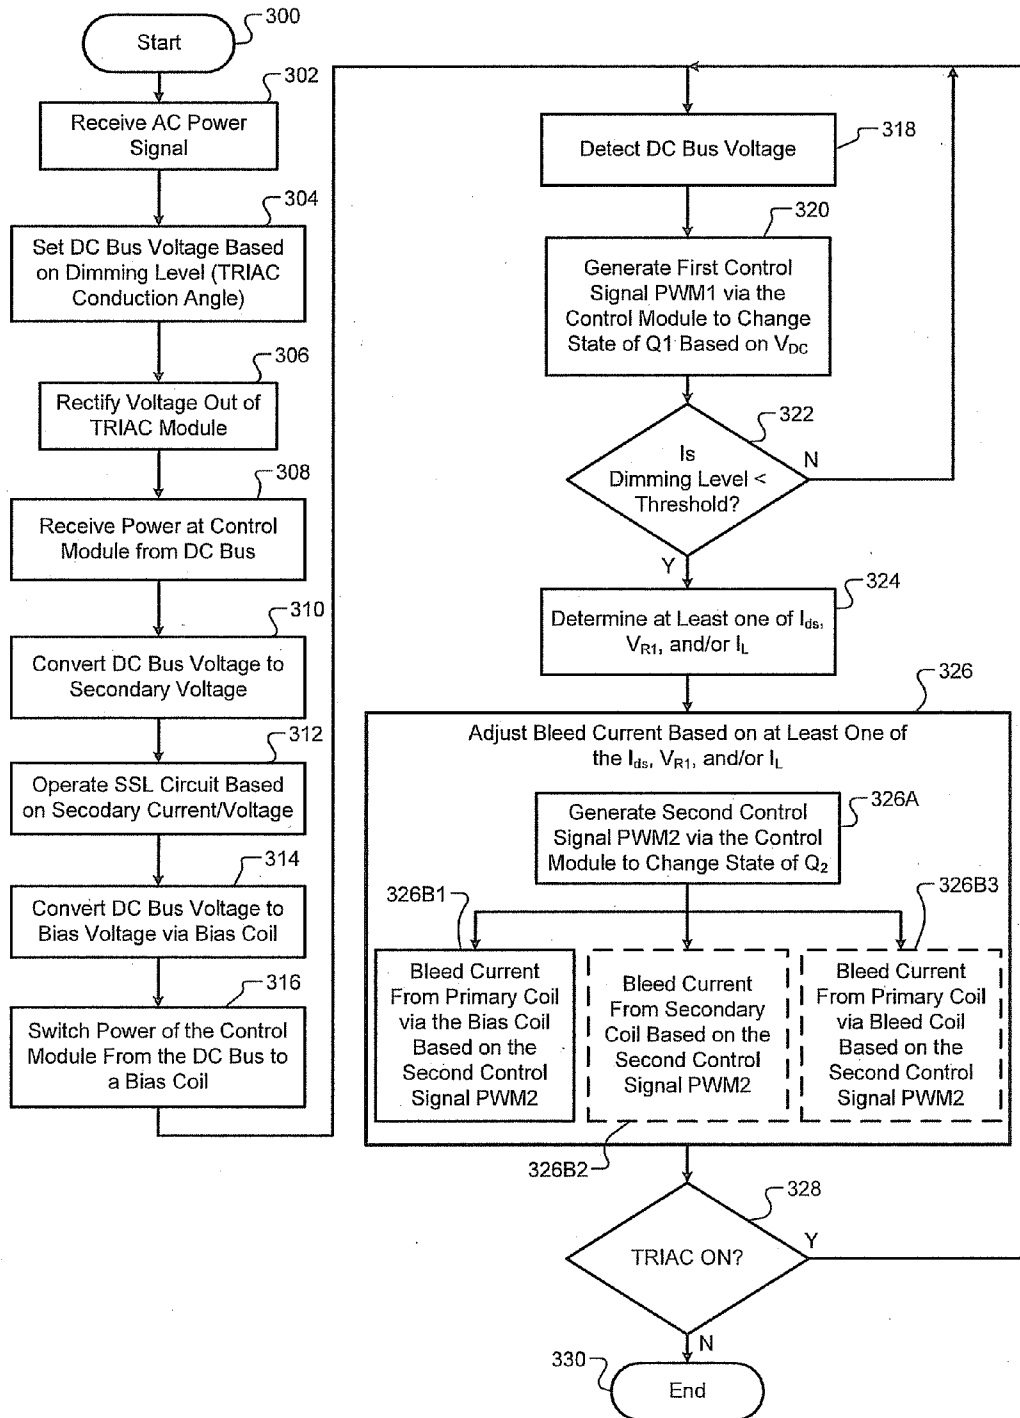 300
Start
302
Receive AC Power
Signal
304
Set DC Bus Voltage Based
on Dimming Level (TRIAC
Conduction Angle)
306
Rectify Voltage Out of
TRIAC Module
308
Receive Power at Control
Module from DC Bus
310
Convert DC Bus Voltage to
Secondary Voltage
312
Operate SSL Circuit Based
on Secodary Current/Voltage
314
Convert DC Bus Voltage to
Bias Voltage via Bias Coil
316
Switch Power of the Control
Module From the DC Bus to
a Bias Coil
318
Detect DC Bus Voltage
320
Generate First Control
Signal PWM1 via the
Control Module to Change
State of Q1 Based on VDC
322
Is
Dimming Level <
Threshold?
N
Y
324
Determine at Least one of Ids,
VR1, and/or IL
326
Adjust Bleed Current Based on at Least One of
the Ids, VR1, and/or IL
326A
Generate Second Control
Signal PWM2 via the Control
Module to Change State of Q2
326B1
Bleed Current
From Primary Coil
via the Bias Coil
Based on the
Second Control
Signal PWM2
326B2
Bleed Current
From Secondary
Coil Based on the
Second Control
Signal PWM2
326B3
Bleed Current
From Primary Coil
via Bleed Coil
Based on the
Second Control
Signal PWM2
328
TRIAC ON?
Y
N
330
End